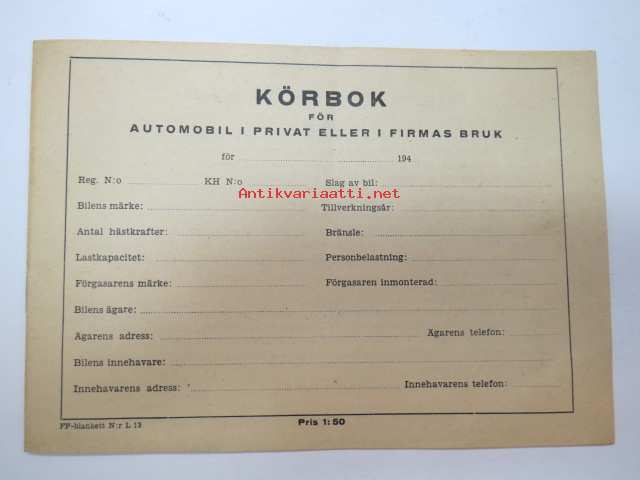 KÖRBOK
FÖR
AUTOMOBIL I PRIVAT ELLER I FIRMAS BRUK
för 194
Reg. N:o KH N:o Slag av bil:
Antikvariaatti.net
Bilens märke: Tillverkningsår:
Antal hästkrafter: Bränsle:
Lastkapacitet: Personbelastning:
Förgasarens märke: Förgasaren inmonterad:
Bilens ägare:
Ägarens adress: Ägarens telefon:
Bilens innehavare:
Innehavarens adress: Innehavarens telefon:
FP-blankett N:r L 13 Pris 1:50